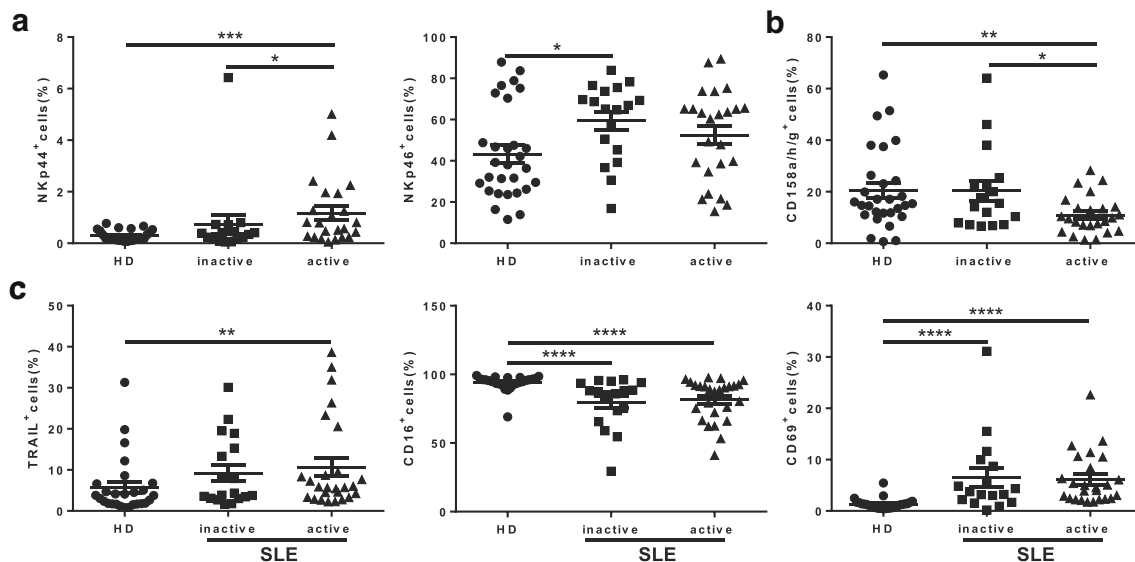 a
b
c
NKp44+cells(%)
8
6
4
2
0
***
*
HD
inactive
active
NKp46+cells(%)
100
80
60
40
20
0
*
HD
inactive
active
CD158a/h/g+cells(%)
80
60
40
20
0
**
*
HD
inactive
active
TRAIL+cells(%)
50
40
30
20
10
0
**
HD
inactive
active
SLE
CD16+cells(%)
150
100
50
0
****
****
HD
inactive
active
SLE
CD69+cells(%)
40
30
20
10
0
****
****
HD
inactive
active
SLE